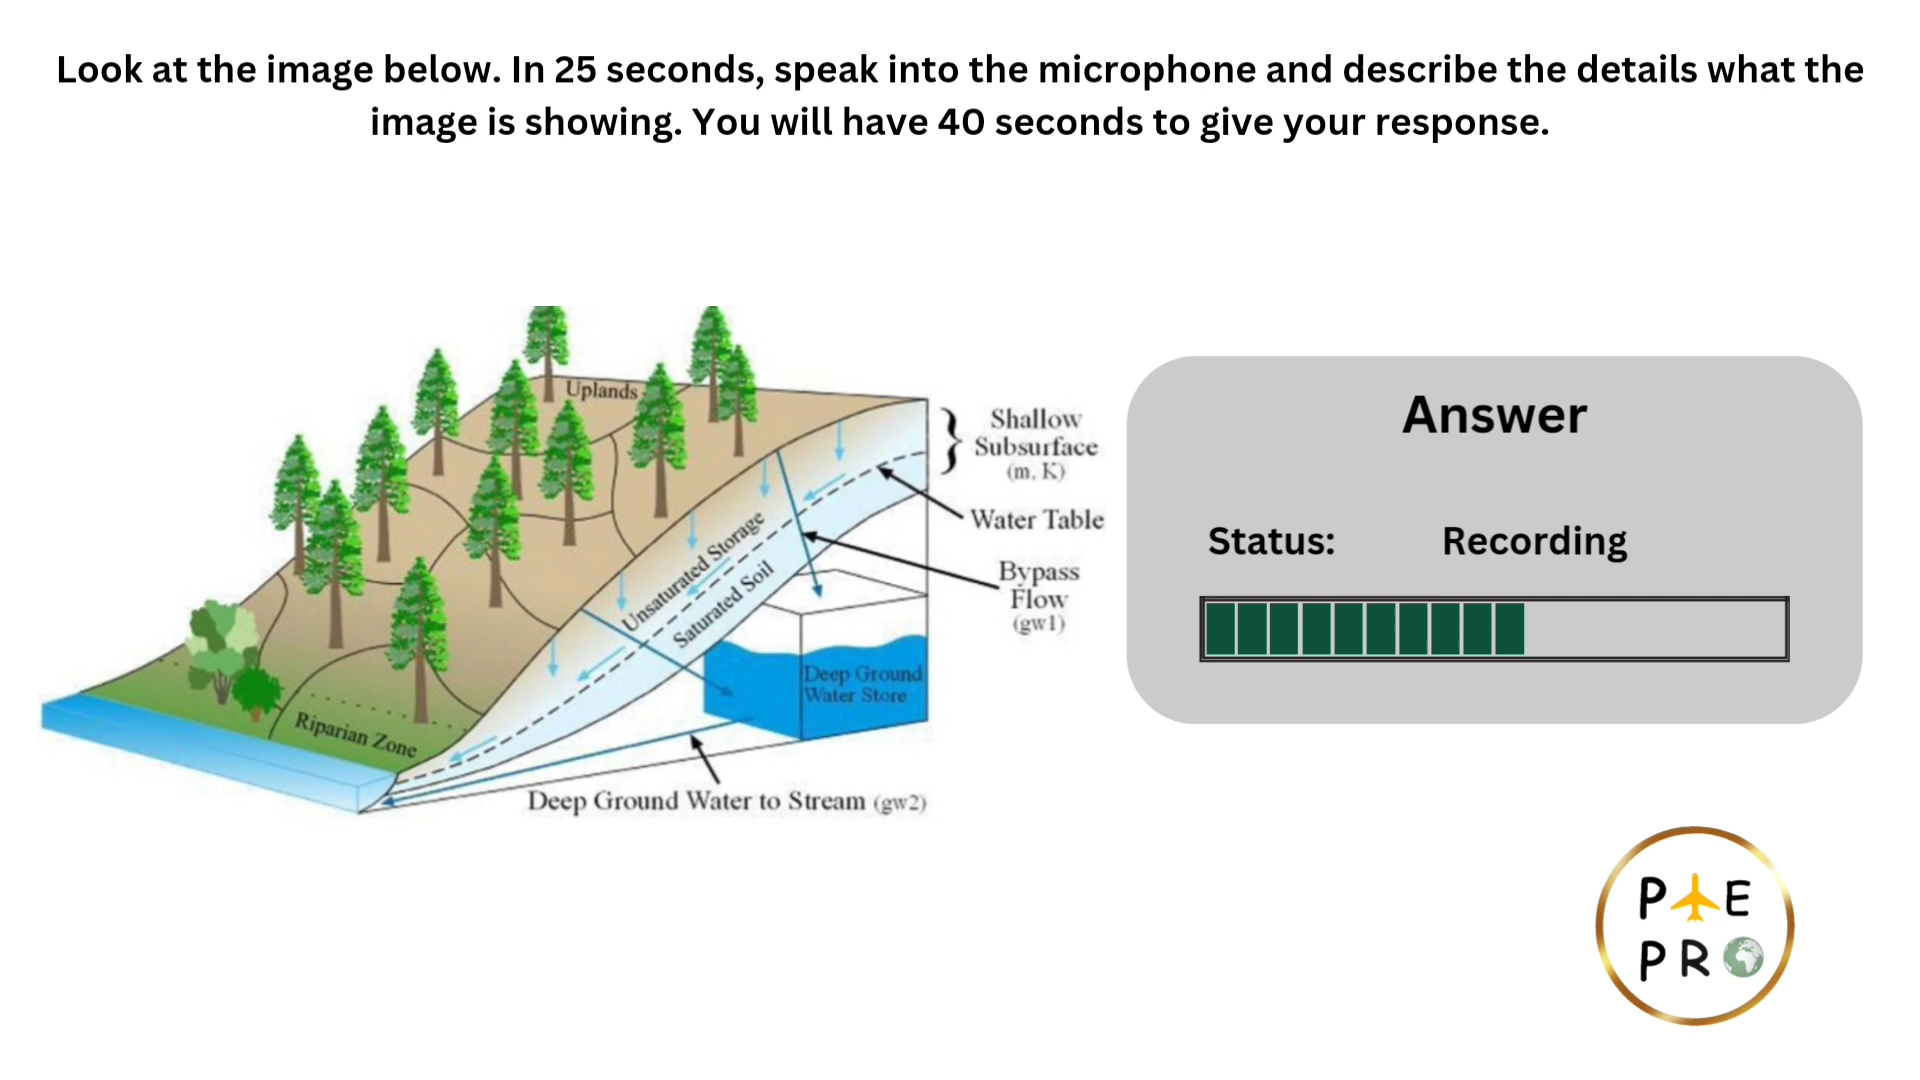 Look at the image below. In 25 seconds, speak into the microphone and describe the details what the
image is showing. You will have 40 seconds to give your response.
Uplands
Shallow
Subsurface
(m, K)
Water Table
Bypass
Flow
(gw1)
Unsaturated Storage
Saturated Soil
Deep Ground
Water Store
Riparian Zone
Deep Ground Water to Stream (gw2)
Answer
Status: Recording
P E
PR